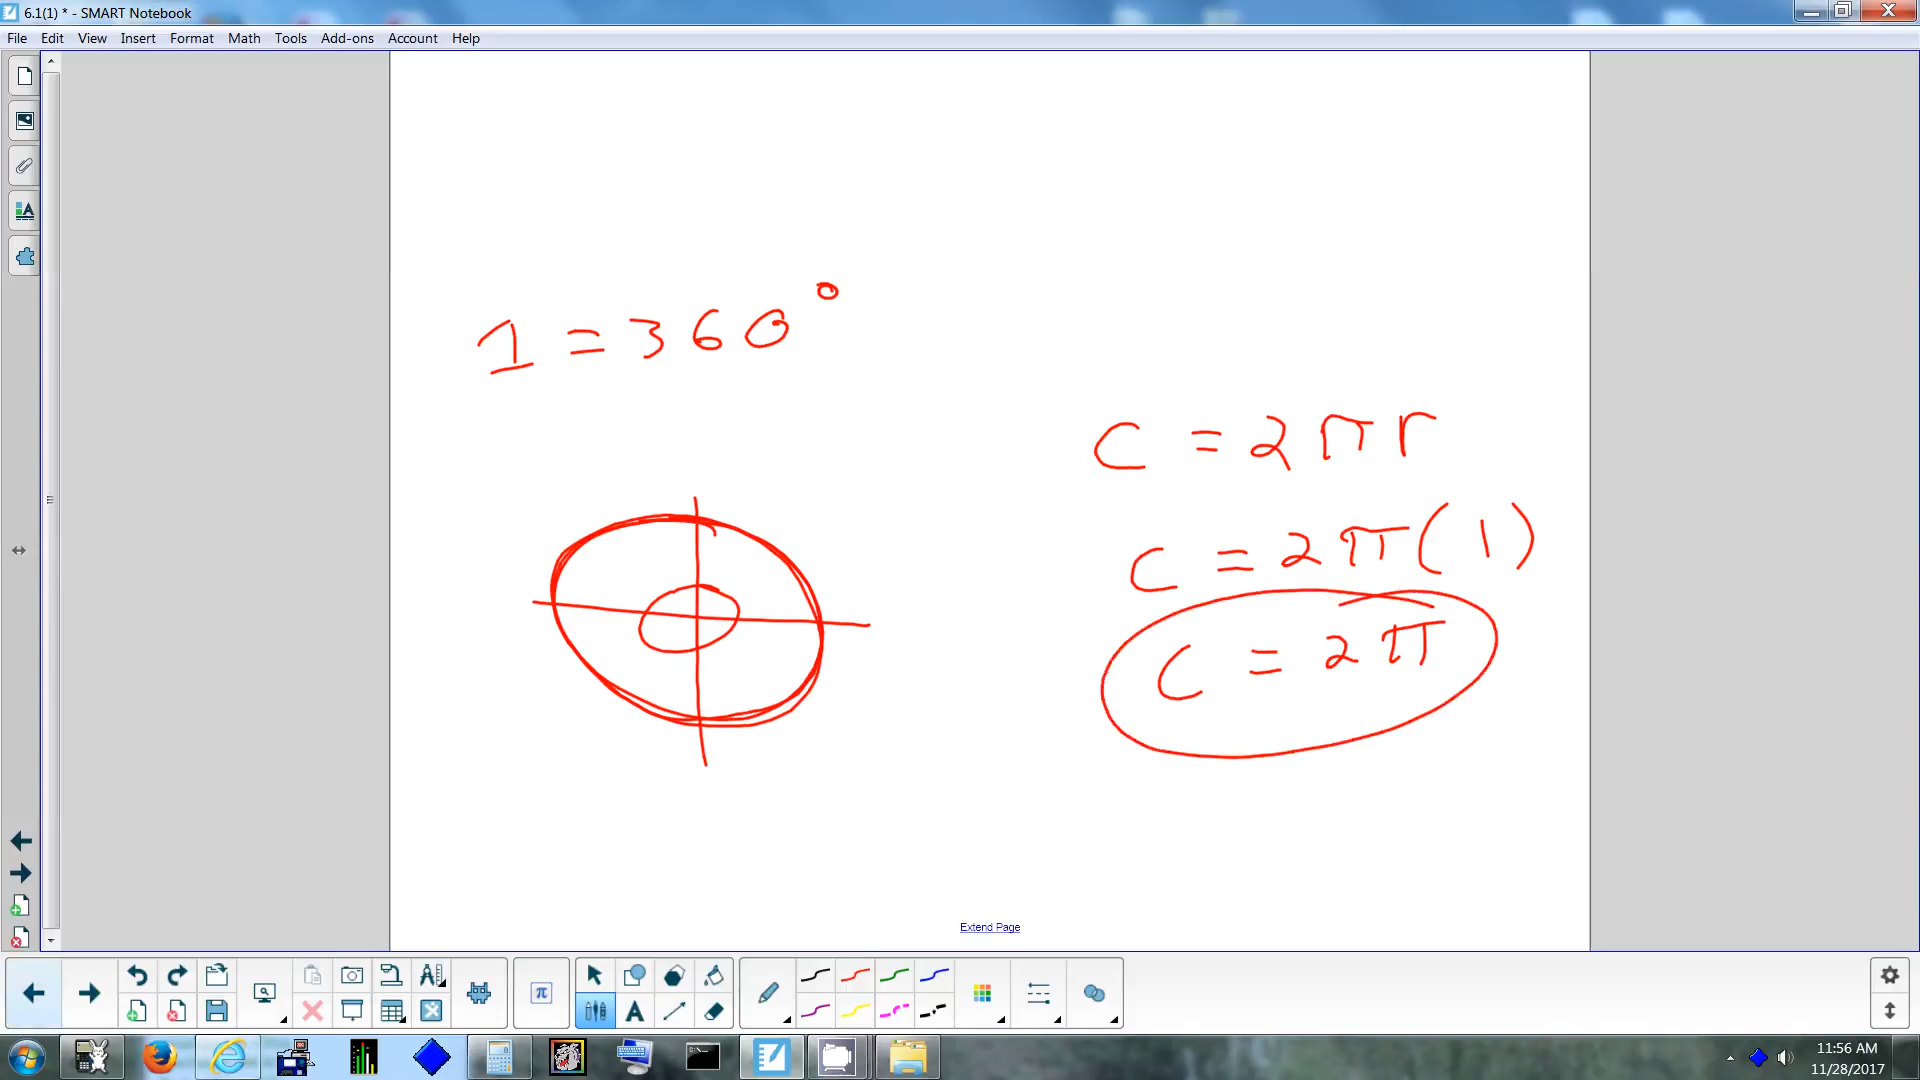 6.1(1) * - SMART Notebook
File Edit View Insert Format Math Tools Add-ons Account Help
1 = 360°
C = 2πr
C = 2π(1)
C = 2π
Extend Page
π
A
11:56 AM
11/28/2017